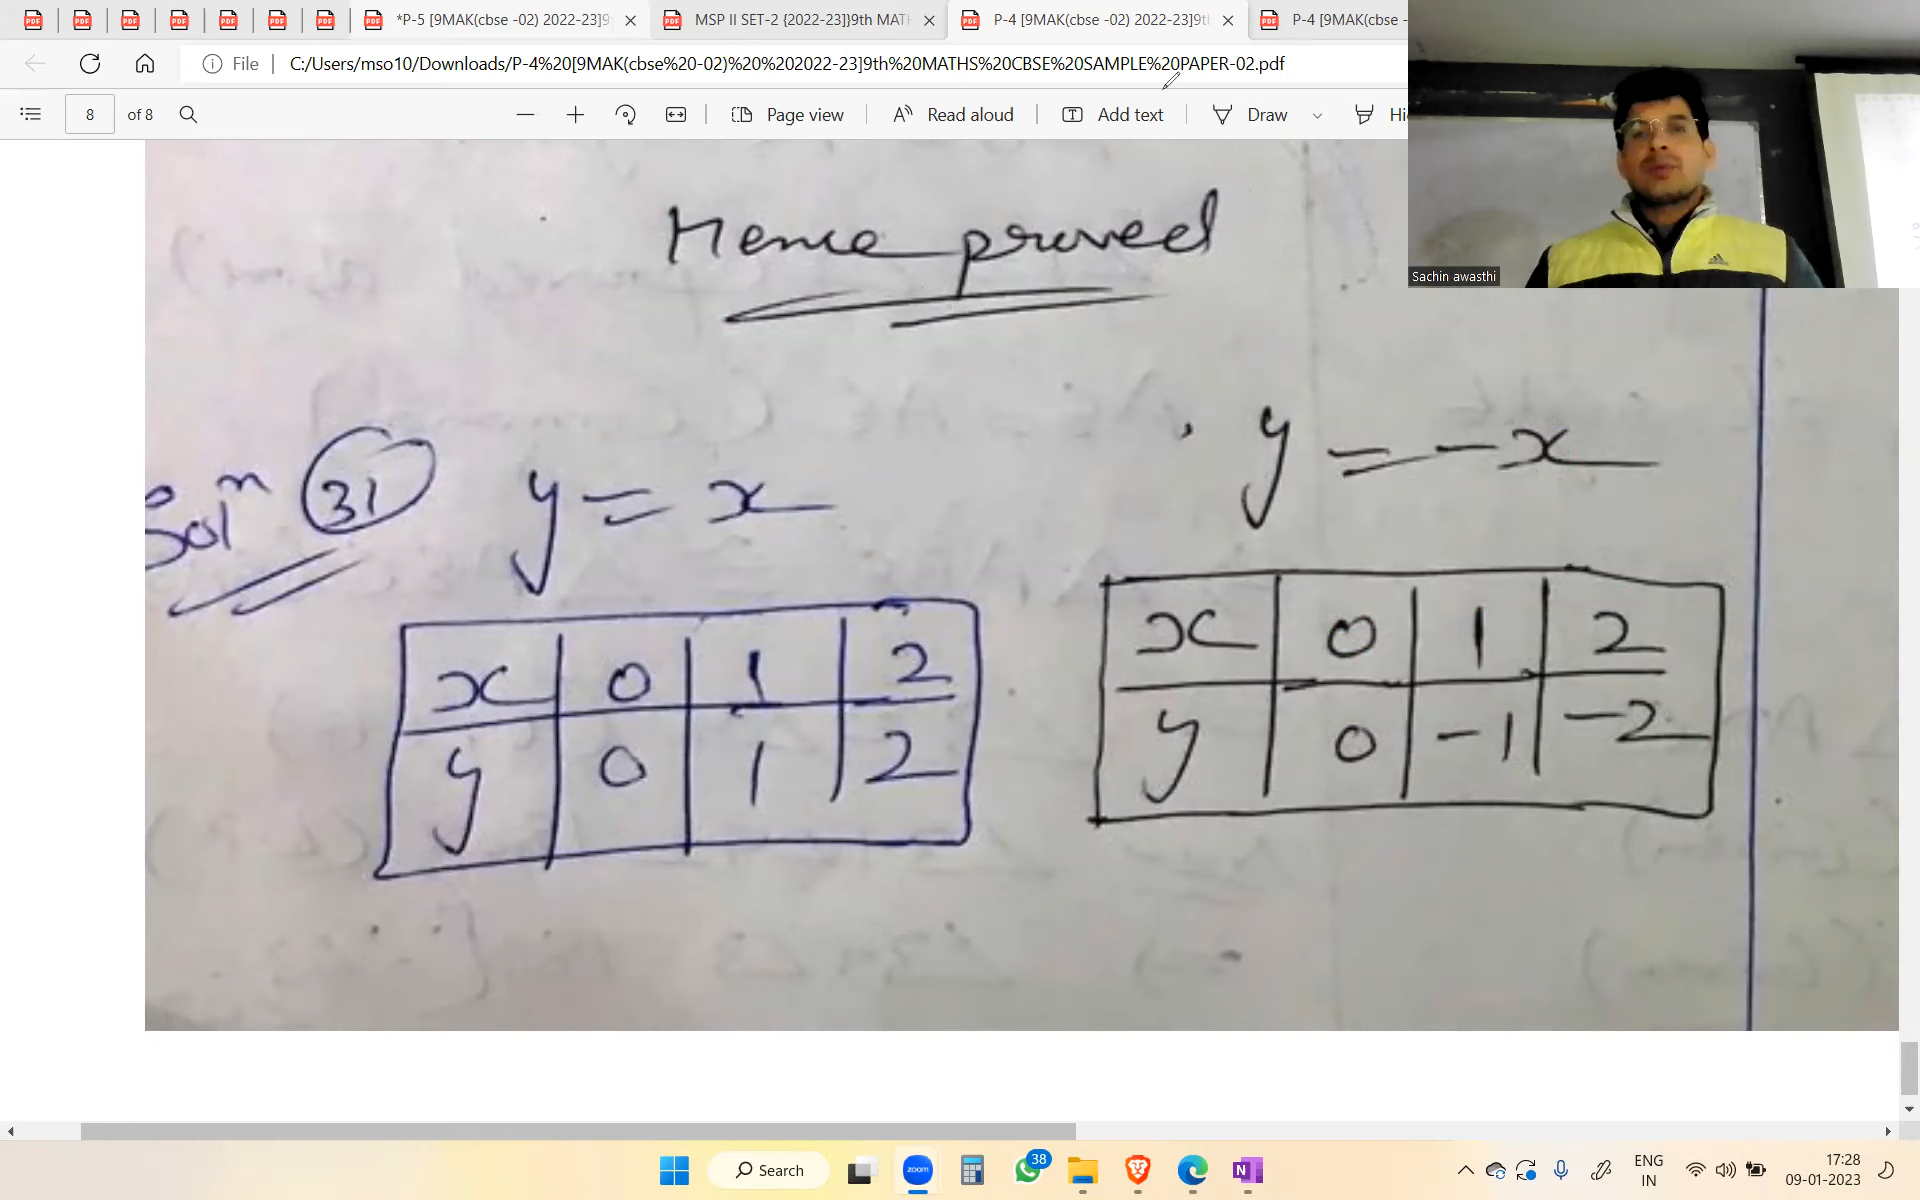 *P-5 [9MAK(cbse -02) 2022-23]9
MSP II SET-2 {2022-23]}9th MATH
P-4 [9MAK(cbse -02) 2022-23]9th
P-4 [9MAK(cbse -
File
C:/Users/mso10/Downloads/P-4%20[9MAK(cbse%20-02)%20%202022-23]9th%20MATHS%20CBSE%20SAMPLE%20PAPER-02.pdf
8 of 8
Page view
Read aloud
Add text
Draw
Sachin awasthi
Hence proved
Solⁿ 31 y = x
y = -x
x 0 1 2
y 0 1 2
x 0 1 2
y 0 -1 -2
Search
38
ENG
IN
17:28
09-01-2023